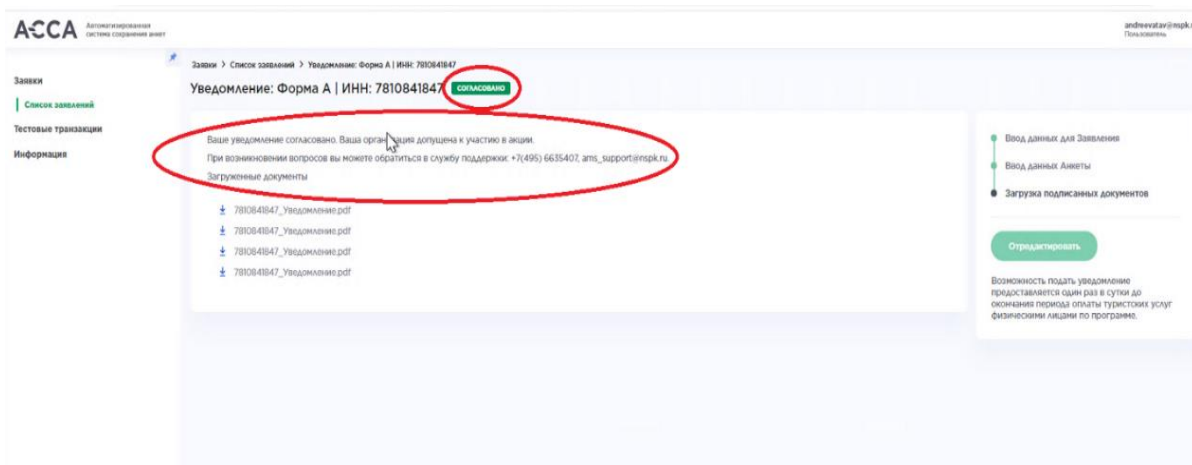 АССА
Автоматизированная
система сохранения анкет
andreevatav@nspk.r
Пользователь
Заявки
Список заявлений
Тестовые транзакции
Информация
Заявки > Список заявлений > Уведомление: Форма А | ИНН: 7810841847
Уведомление: Форма А | ИНН: 7810841847 СОГЛАСОВАНО
Ваше уведомление согласовано. Ваша организация допущена к участию в акции.
При возникновении вопросов вы можете обратиться в службу поддержки: +7(495) 6635407, ams_support@nspk.ru.
Загруженные документы
7810841847_Уведомление.pdf
7810841847_Уведомление.pdf
7810841847_Уведомление.pdf
7810841847_Уведомление.pdf
Ввод данных для Заявления
Ввод данных Анкеты
Загрузка подписанных документов
Отредактировать
Возможность подать уведомление
предоставляется один раз в сутки до
окончания периода оплаты туристских услуг
физическими лицами по программе.